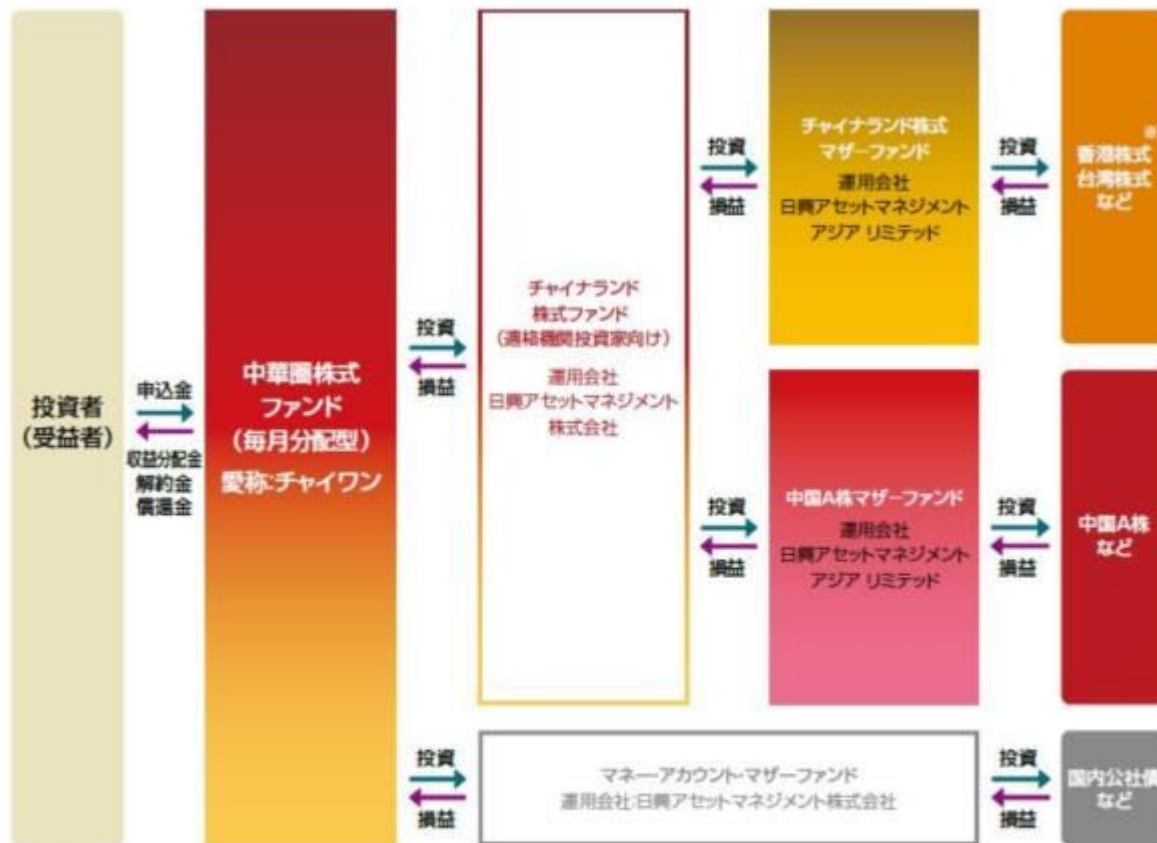 投資者
(受益者)
申込金
収益分配金
解約金
償還金
中華圏株式
ファンド
(毎月分配型)
愛称:チャイワン
投資
損益
チャイナランド
株式ファンド
(適格機関投資家向け)
運用会社
日興アセットマネジメント
株式会社
投資
損益
チャイナランド株式
マザーファンド
運用会社
日興アセットマネジメント
アジア リミテッド
投資
損益
香港株式
台湾株式
など
投資
損益
中国A株マザーファンド
運用会社
日興アセットマネジメント
アジア リミテッド
投資
損益
中国A株
など
投資
損益
マネー・アカウント・マザーファンド
運用会社:日興アセットマネジメント株式会社
投資
損益
国内公社債
など